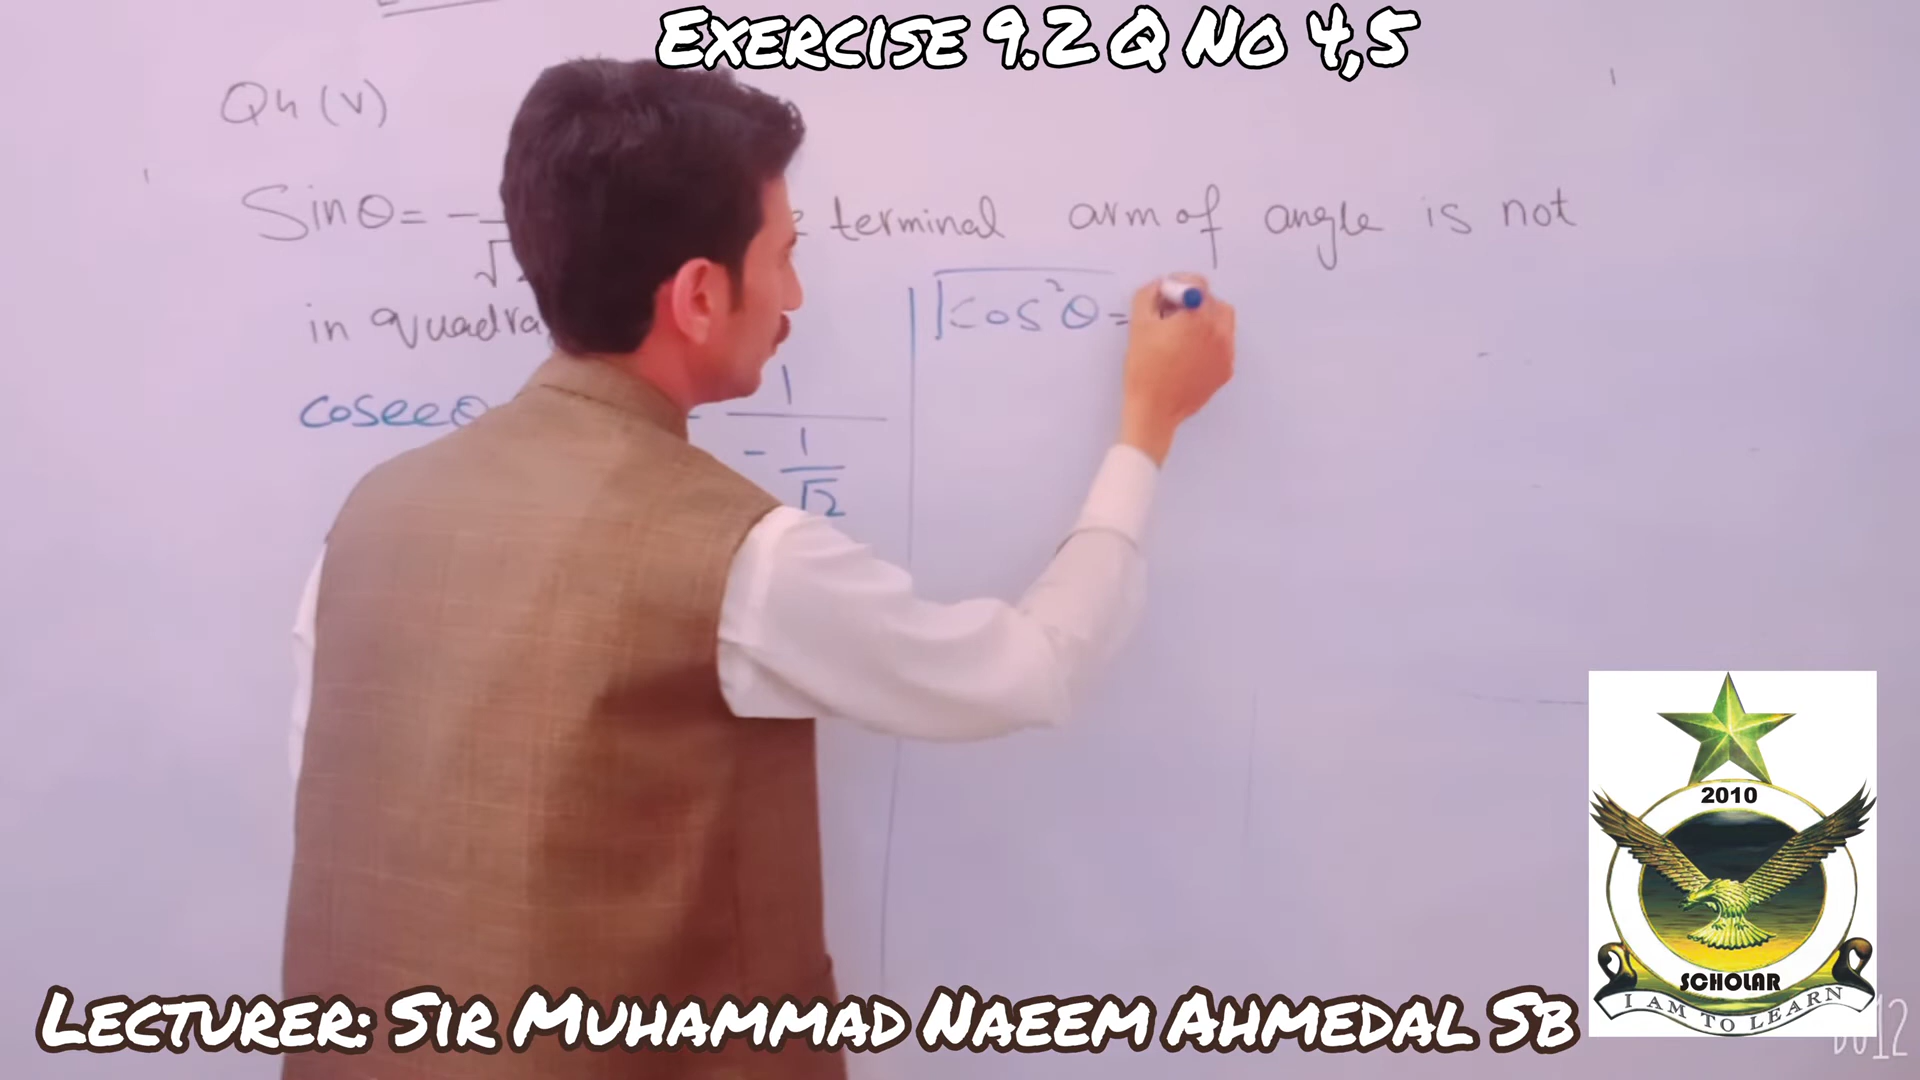 Exercise 9.2 Q No 4,5
Q4 (V)
Sinθ = - terminal arm of angle is not
in quadra
|cos²θ =
cosecθ
1
- 1
√2
2010
SCHOLAR
I AM TO LEARN
Lecturer: Sir Muhammad Naeem Ahmedal Sb